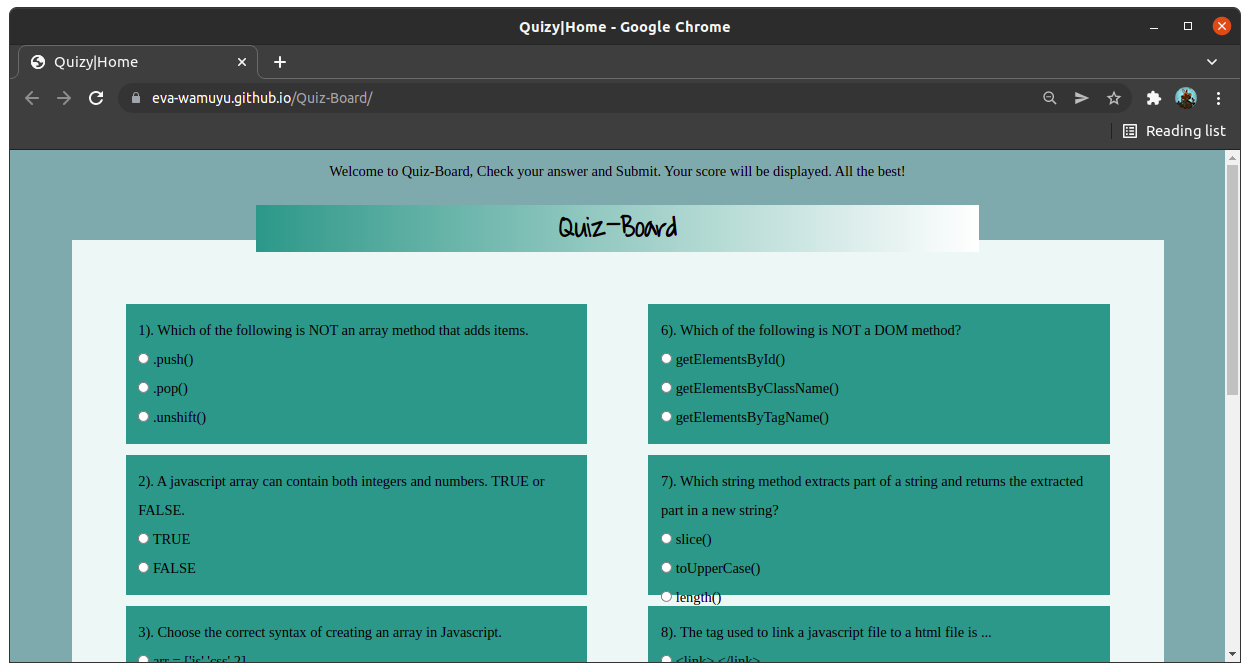 Quizy|Home - Google Chrome
Quizy|Home
eva-wamuyu.github.io/Quiz-Board/
Reading list
Welcome to Quiz-Board, Check your answer and Submit. Your score will be displayed. All the best!
Quiz-Board
1). Which of the following is NOT an array method that adds items.
.push()
.pop()
.unshift()
2). A javascript array can contain both integers and numbers. TRUE or
FALSE.
TRUE
FALSE
3). Choose the correct syntax of creating an array in Javascript.
arr = ['js','css',2]
6). Which of the following is NOT a DOM method?
getElementsById()
getElementsByClassName()
getElementsByTagName()
7). Which string method extracts part of a string and returns the extracted
part in a new string?
slice()
toUpperCase()
length()
8). The tag used to link a javascript file to a html file is ...
<link> </link>